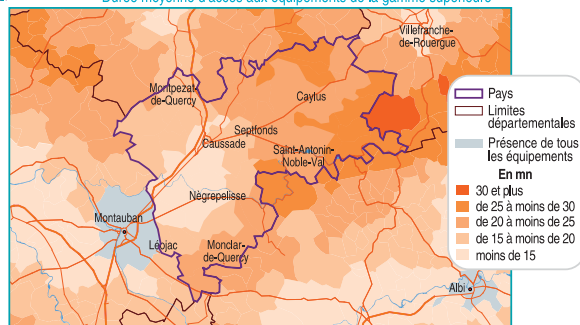 Durée moyenne d'accès aux équipements de la gamme supérieure
Villefranche-
de-Rouergue
Montpezat-
de-Quercy
Caylus
Septfonds
Caussade
Saint-Antonin-
Noble-Val
Nègrepelisse
Montauban
Léojac
Monclar-
de-Quercy
Albi
Pays
Limites
départementales
Présence de tous
les équipements
En mn
30 et plus
de 25 à moins de 30
de 20 à moins de 25
de 15 à moins de 20
moins de 15